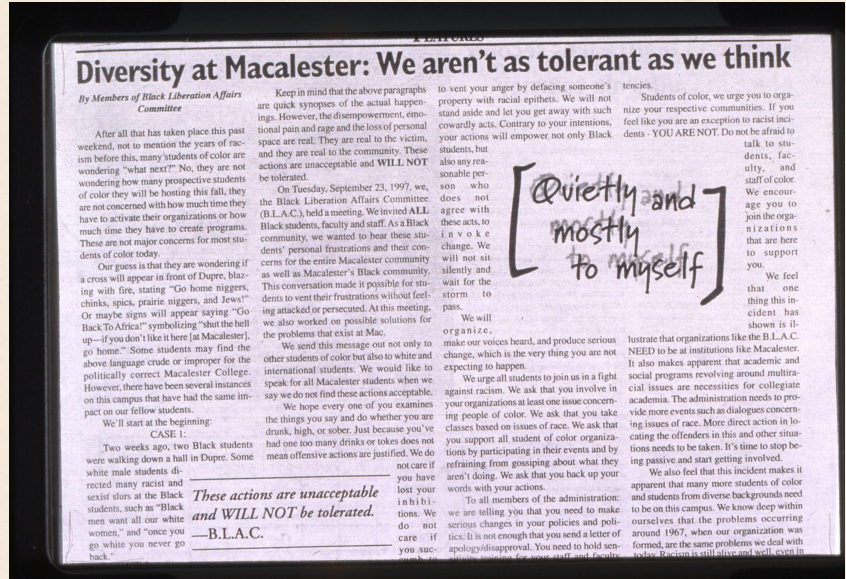 FEATURES
Diversity at Macalester: We aren't as tolerant as we think
By Members of Black Liberation Affairs
Committee
After all that has taken place this past
weekend, not to mention the years of rac-
ism before this, many students of color are
wondering "what next?" No, they are not
wondering how many prospective students
of color they will be hosting this fall, they
are not concerned with how much time they
have to activate their organizations or how
much time they have to create programs.
These are not major concerns for most stu-
dents of color today.
Our guess is that they are wondering if
a cross will appear in front of Dupre, blaz-
ing with fire, stating "Go home niggers,
chinks, spics, prairie niggers, and Jews!"
Or maybe signs will appear saying "Go
Back To Africa!" symbolizing "shut the hell
up—if you don't like it here [at Macalester],
go home." Some students may find the
above language crude or improper for the
politically correct Macalester College.
However, there have been several instances
on this campus that have had the same im-
pact on our fellow students.
We'll start at the beginning:
CASE 1:
Two weeks ago, two Black students
were walking down a hall in Dupre. Some
white male students di-
rected many racist and
sexist slurs at the Black
students, such as "Black
men want all our white
women," and "once you
go white you never go
back."
These actions are unacceptable
and WILL NOT be tolerated.
—B.L.A.C.
Keep in mind that the above paragraphs
are quick synopses of the actual happen-
ings. However, the disempowerment, emo-
tional pain and rage and the loss of personal
space are real. They are real to the victim,
and they are real to the community. These
actions are unacceptable and WILL NOT
be tolerated.
On Tuesday, September 23, 1997, we,
the Black Liberation Affairs Committee
(B.L.A.C.), held a meeting. We invited ALL
Black students, faculty and staff. As a Black
community, we wanted to hear these stu-
dents' personal frustrations and their con-
cerns for the entire Macalester community
as well as Macalester's Black community.
This conversation made it possible for stu-
dents to vent their frustrations without feel-
ing attacked or persecuted. At this meeting,
we also worked on possible solutions for
the problems that exist at Mac.
We send this message out not only to
other students of color but also to white and
international students. We would like to
speak for all Macalester students when we
say we do not find these actions acceptable.
We hope every one of you examines
the things you say and do whether you are
drunk, high, or sober. Just because you've
had one too many drinks or tokes does not
mean offensive actions are justified. We do
not care if
you have
lost your
inhibi-
tions. We
do not
care if
you suc-
cumb to
to vent your anger by defacing someone's
property with racial epithets. We will not
stand aside and let you get away with such
cowardly acts. Contrary to your intentions,
your actions will empower not only Black
students, but
also any rea-
sonable per-
son who
does not
agree with
these acts, to
invoke
change. We
will not sit
silently and
wait for the
storm to
pass.
We will
organize,
make our voices heard, and produce serious
change, which is the very thing you are not
expecting to happen.
We urge all students to join us in a fight
against racism. We ask that you involve in
your organizations at least one issue concern-
ing people of color. We ask that you take
classes based on issues of race. We ask that
you support all student of color organiza-
tions by participating in their events and by
refraining from gossiping about what they
aren't doing. We ask that you back up your
words with your actions.
To all members of the administration:
we are telling you that you need to make
serious changes in your policies and poli-
tics. It is not enough that you send a letter of
apology/disapproval. You need to hold sen-
sitivity training for your staff and faculty
[Quietly and
mostly
to myself]
tencies.
Students of color, we urge you to orga-
nize your respective communities. If you
feel like you are an exception to racist inci-
dents - YOU ARE NOT. Do not be afraid to
talk to stu-
dents, fac-
ulty, and
staff of color.
We encour-
age you to
join the orga-
nizations
that are here
to support
you.
We feel
that one
thing this in-
cident has
shown is il-
lustrate that organizations like the B.L.A.C.
NEED to be at institutions like Macalester.
It also makes apparent that academic and
social programs revolving around multira-
cial issues are necessities for collegiate
academia. The administration needs to pro-
vide more events such as dialogues concern-
ing issues of race. More direct action in lo-
cating the offenders in this and other situa-
tions needs to be taken. It's time to stop be-
ing passive and start getting involved.
We also feel that this incident makes it
apparent that many more students of color
and students from diverse backgrounds need
to be on this campus. We know deep within
ourselves that the problems occurring
around 1967, when our organization was
formed, are the same problems we deal with
today. Racism is still alive and well, even in